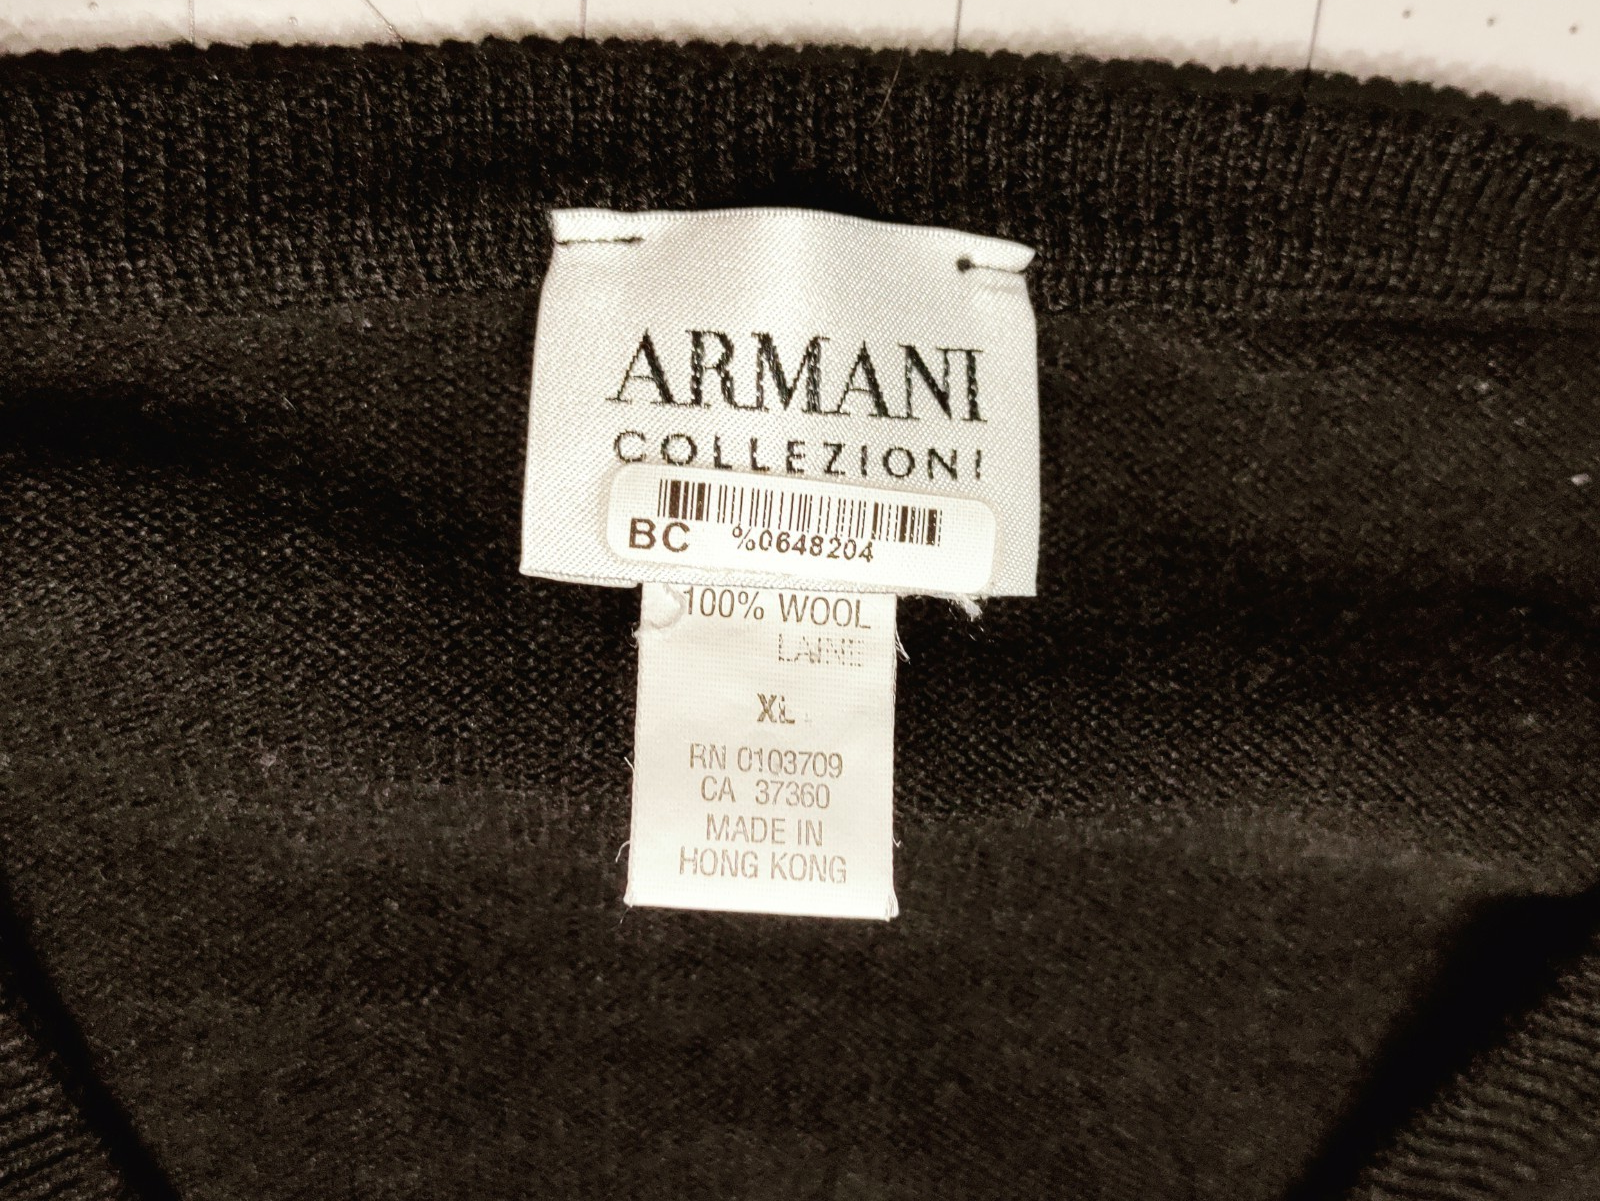 ARMANI
COLLEZIONI
BC %0648204
100% WOOL
LAINE
XL
RN 0103709
CA 37360
MADE IN
HONG KONG